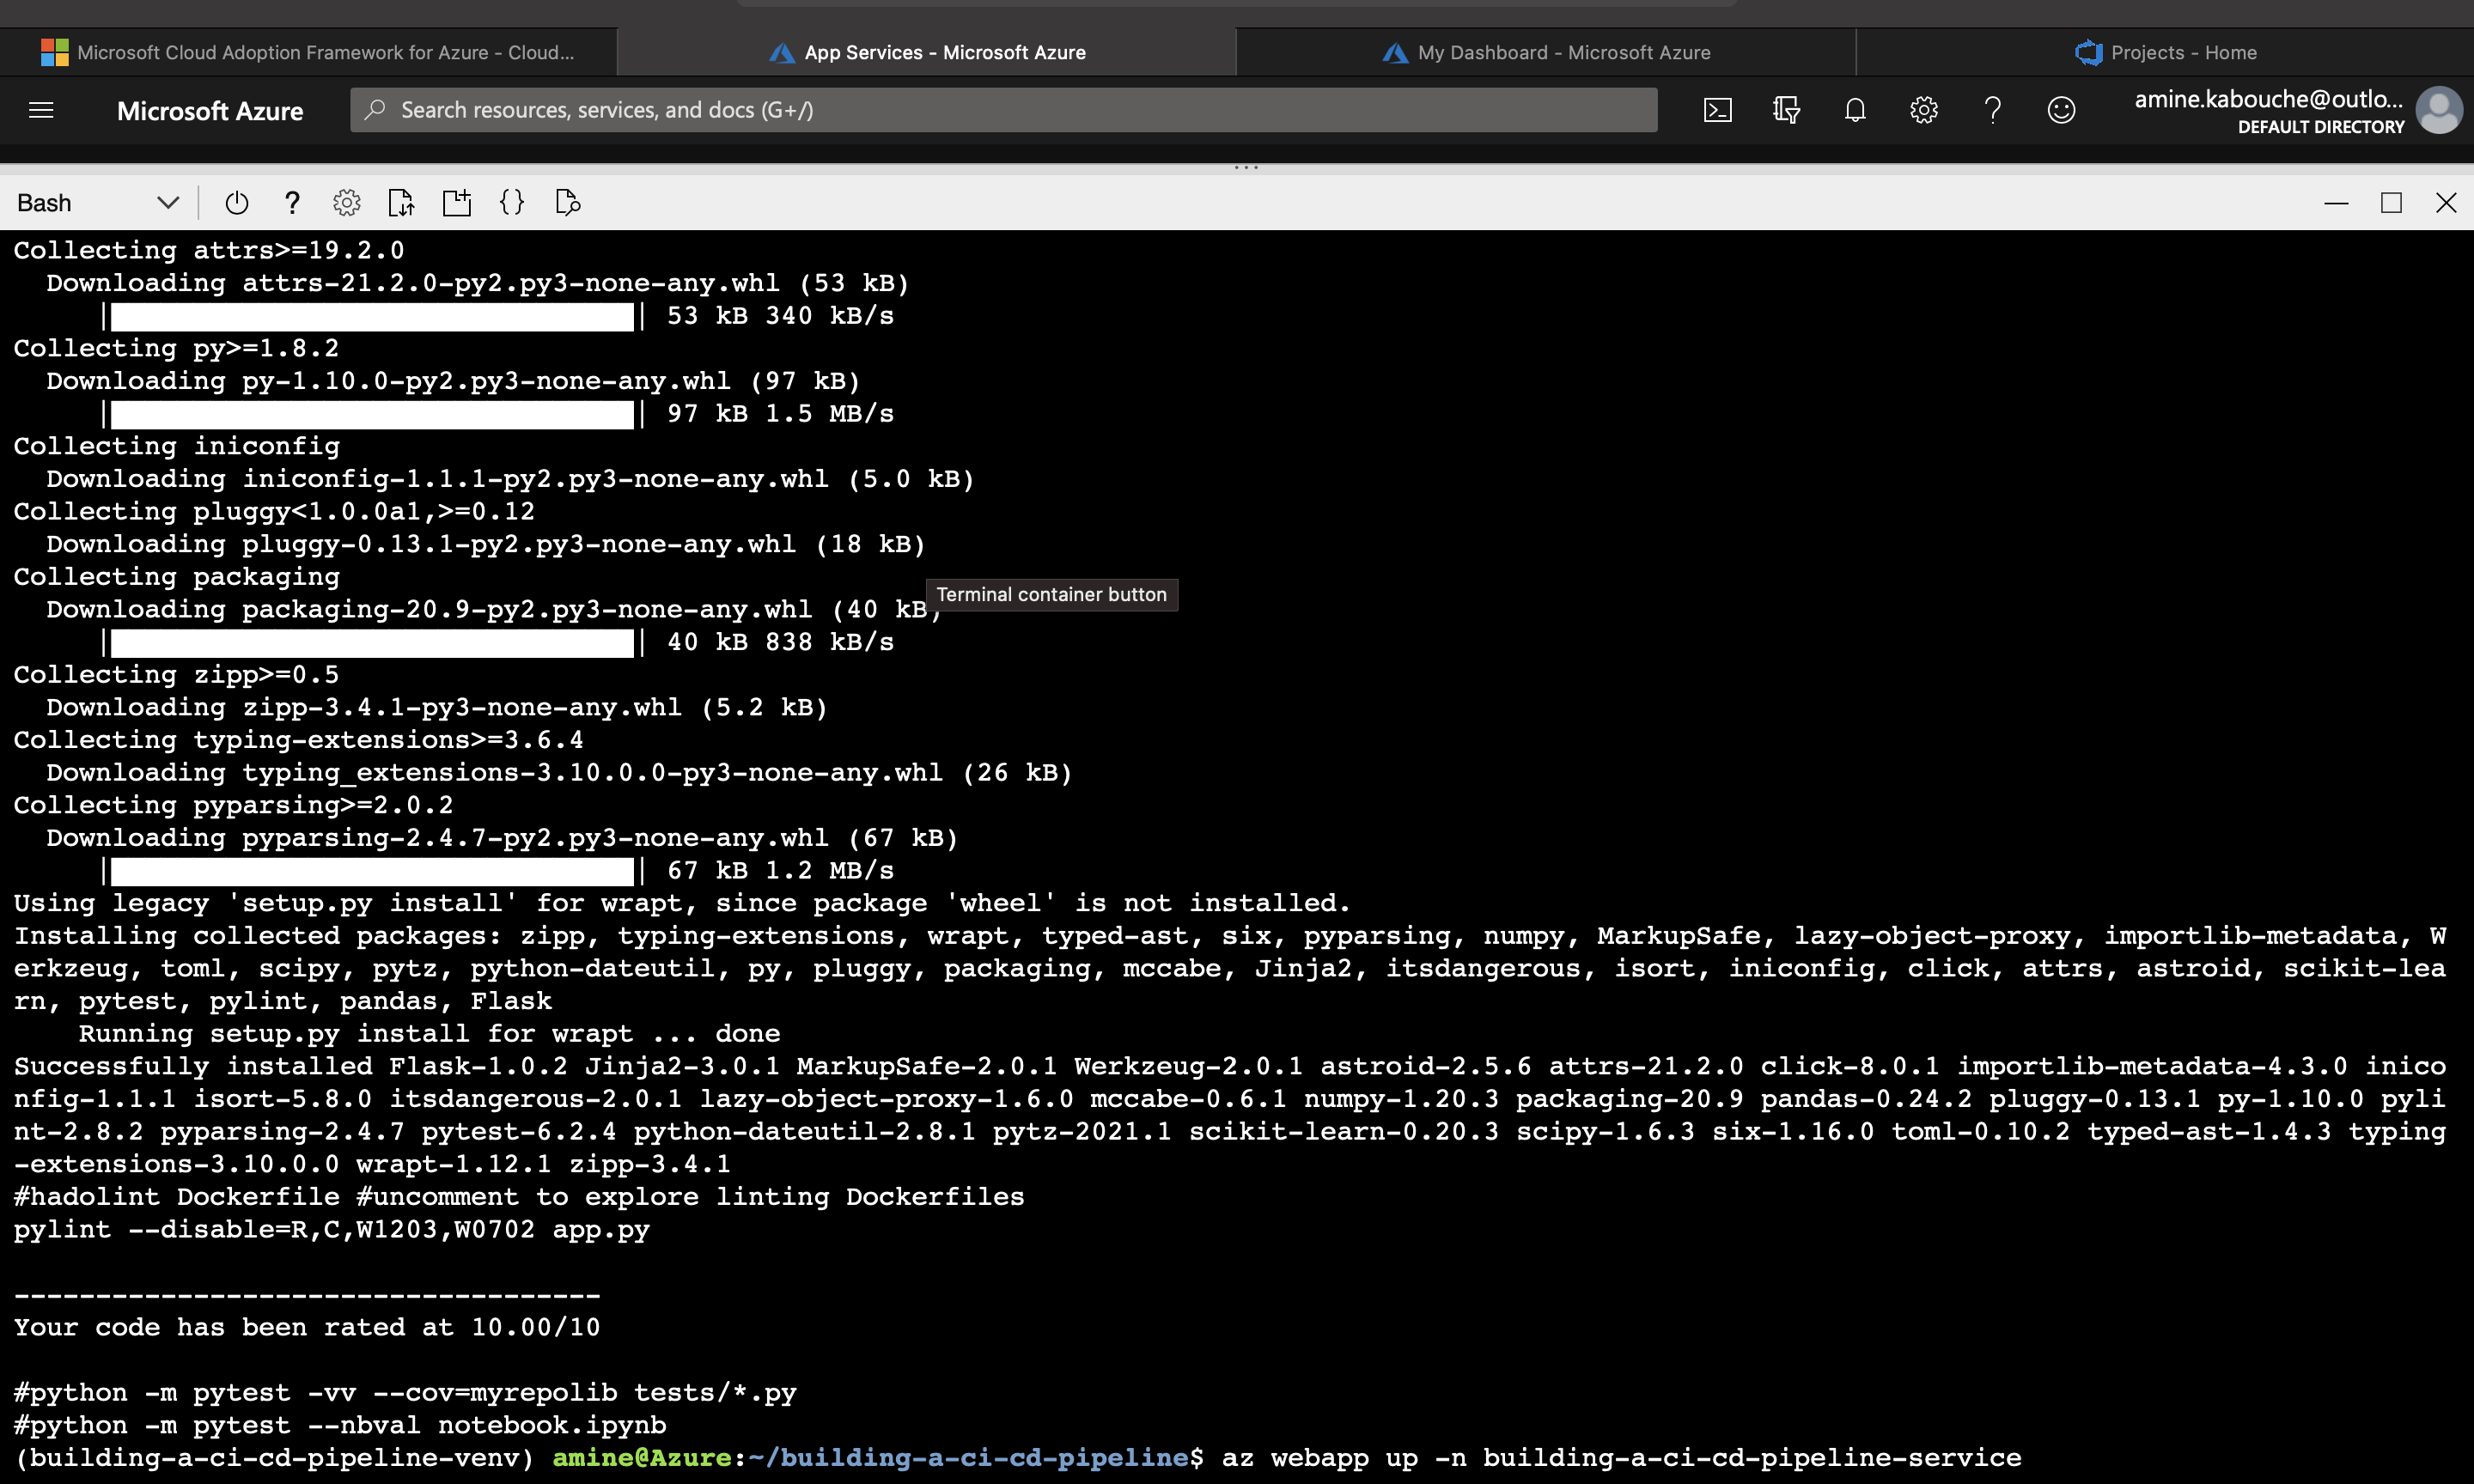 Microsoft Cloud Adoption Framework for Azure - Cloud...
App Services - Microsoft Azure
My Dashboard - Microsoft Azure
Projects - Home
Microsoft Azure
Search resources, services, and docs (G+/)
amine.kabouche@outlo...
DEFAULT DIRECTORY
Bash
Collecting attrs>=19.2.0
  Downloading attrs-21.2.0-py2.py3-none-any.whl (53 kB)
     |████████████████████████████████| 53 kB 340 kB/s
Collecting py>=1.8.2
  Downloading py-1.10.0-py2.py3-none-any.whl (97 kB)
     |████████████████████████████████| 97 kB 1.5 MB/s
Collecting iniconfig
  Downloading iniconfig-1.1.1-py2.py3-none-any.whl (5.0 kB)
Collecting pluggy<1.0.0a1,>=0.12
  Downloading pluggy-0.13.1-py2.py3-none-any.whl (18 kB)
Collecting packaging
Terminal container button
  Downloading packaging-20.9-py2.py3-none-any.whl (40 kB)
     |████████████████████████████████| 40 kB 838 kB/s
Collecting zipp>=0.5
  Downloading zipp-3.4.1-py3-none-any.whl (5.2 kB)
Collecting typing-extensions>=3.6.4
  Downloading typing_extensions-3.10.0.0-py3-none-any.whl (26 kB)
Collecting pyparsing>=2.0.2
  Downloading pyparsing-2.4.7-py2.py3-none-any.whl (67 kB)
     |████████████████████████████████| 67 kB 1.2 MB/s
Using legacy 'setup.py install' for wrapt, since package 'wheel' is not installed.
Installing collected packages: zipp, typing-extensions, wrapt, typed-ast, six, pyparsing, numpy, MarkupSafe, lazy-object-proxy, importlib-metadata, W
erkzeug, toml, scipy, pytz, python-dateutil, py, pluggy, packaging, mccabe, Jinja2, itsdangerous, isort, iniconfig, click, attrs, astroid, scikit-lea
rn, pytest, pylint, pandas, Flask
    Running setup.py install for wrapt ... done
Successfully installed Flask-1.0.2 Jinja2-3.0.1 MarkupSafe-2.0.1 Werkzeug-2.0.1 astroid-2.5.6 attrs-21.2.0 click-8.0.1 importlib-metadata-4.3.0 inico
nfig-1.1.1 isort-5.8.0 itsdangerous-2.0.1 lazy-object-proxy-1.6.0 mccabe-0.6.1 numpy-1.20.3 packaging-20.9 pandas-0.24.2 pluggy-0.13.1 py-1.10.0 pyli
nt-2.8.2 pyparsing-2.4.7 pytest-6.2.4 python-dateutil-2.8.1 pytz-2021.1 scikit-learn-0.20.3 scipy-1.6.3 six-1.16.0 toml-0.10.2 typed-ast-1.4.3 typing
-extensions-3.10.0.0 wrapt-1.12.1 zipp-3.4.1
#hadolint Dockerfile #uncomment to explore linting Dockerfiles
pylint --disable=R,C,W1203,W0702 app.py
------------------------------------
Your code has been rated at 10.00/10
#python -m pytest -vv --cov=myrepolib tests/*.py
#python -m pytest --nbval notebook.ipynb
(building-a-ci-cd-pipeline-venv) amine@Azure:~/building-a-ci-cd-pipeline$ az webapp up -n building-a-ci-cd-pipeline-service